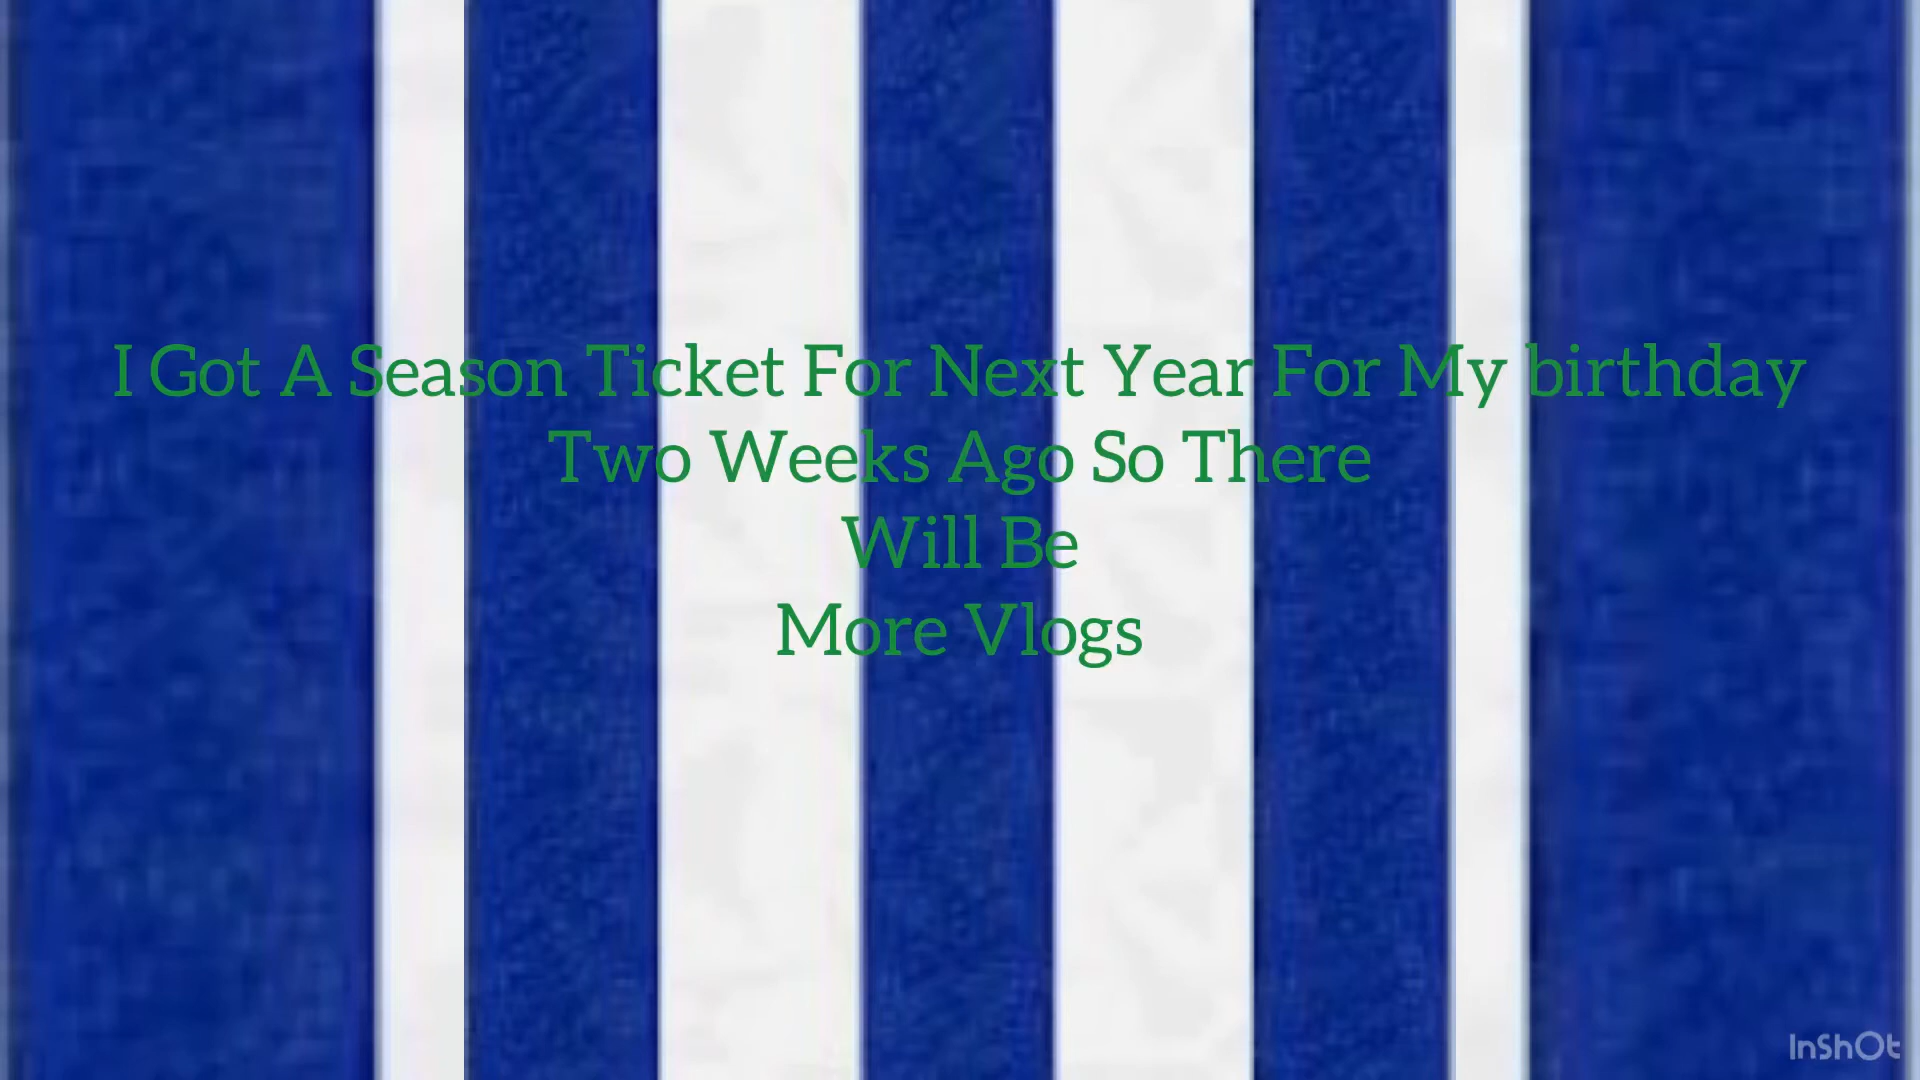 I Got A Season Ticket For Next Year For My birthday
Two Weeks Ago So There
Will Be
More Vlogs
InShOt